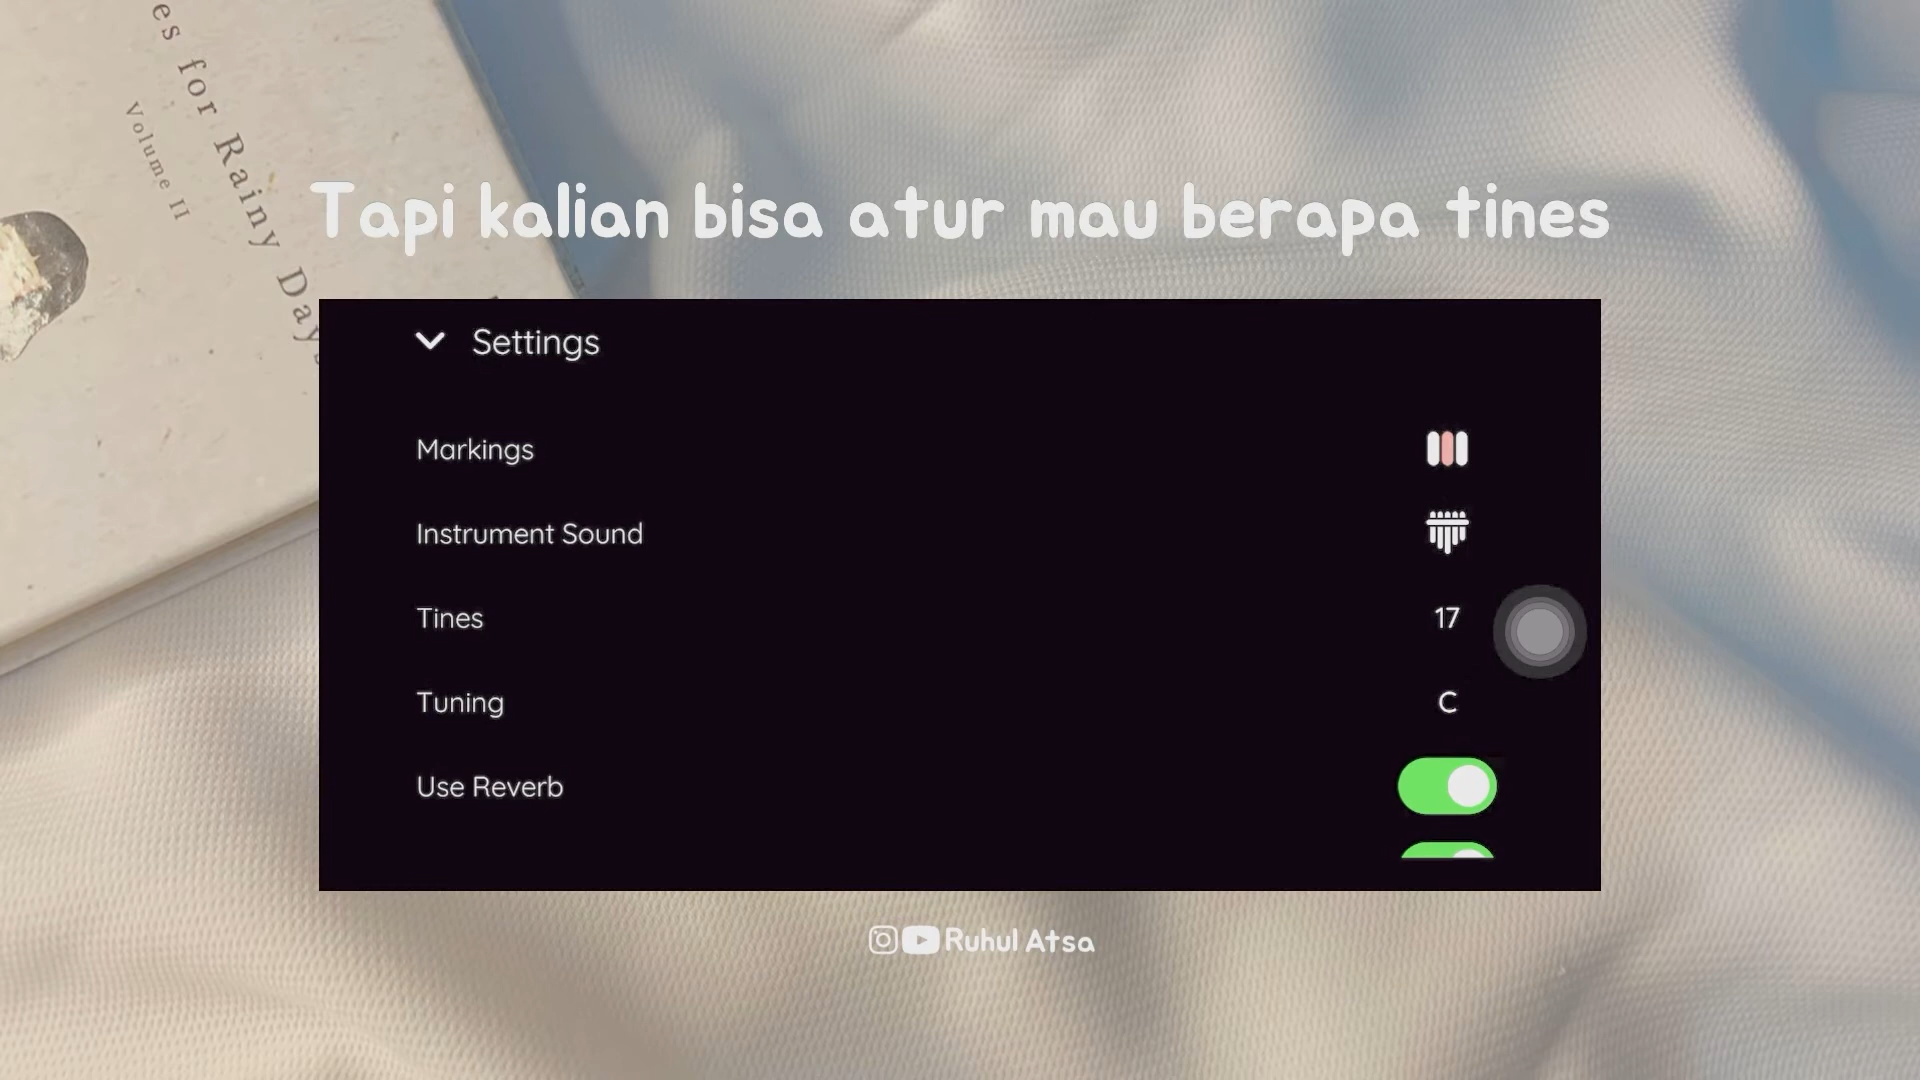 es for Rainy Days
Volume II
Tapi kalian bisa atur mau berapa tines
Settings
Markings
Instrument Sound
Tines
17
Tuning
C
Use Reverb
Ruhul Atsa